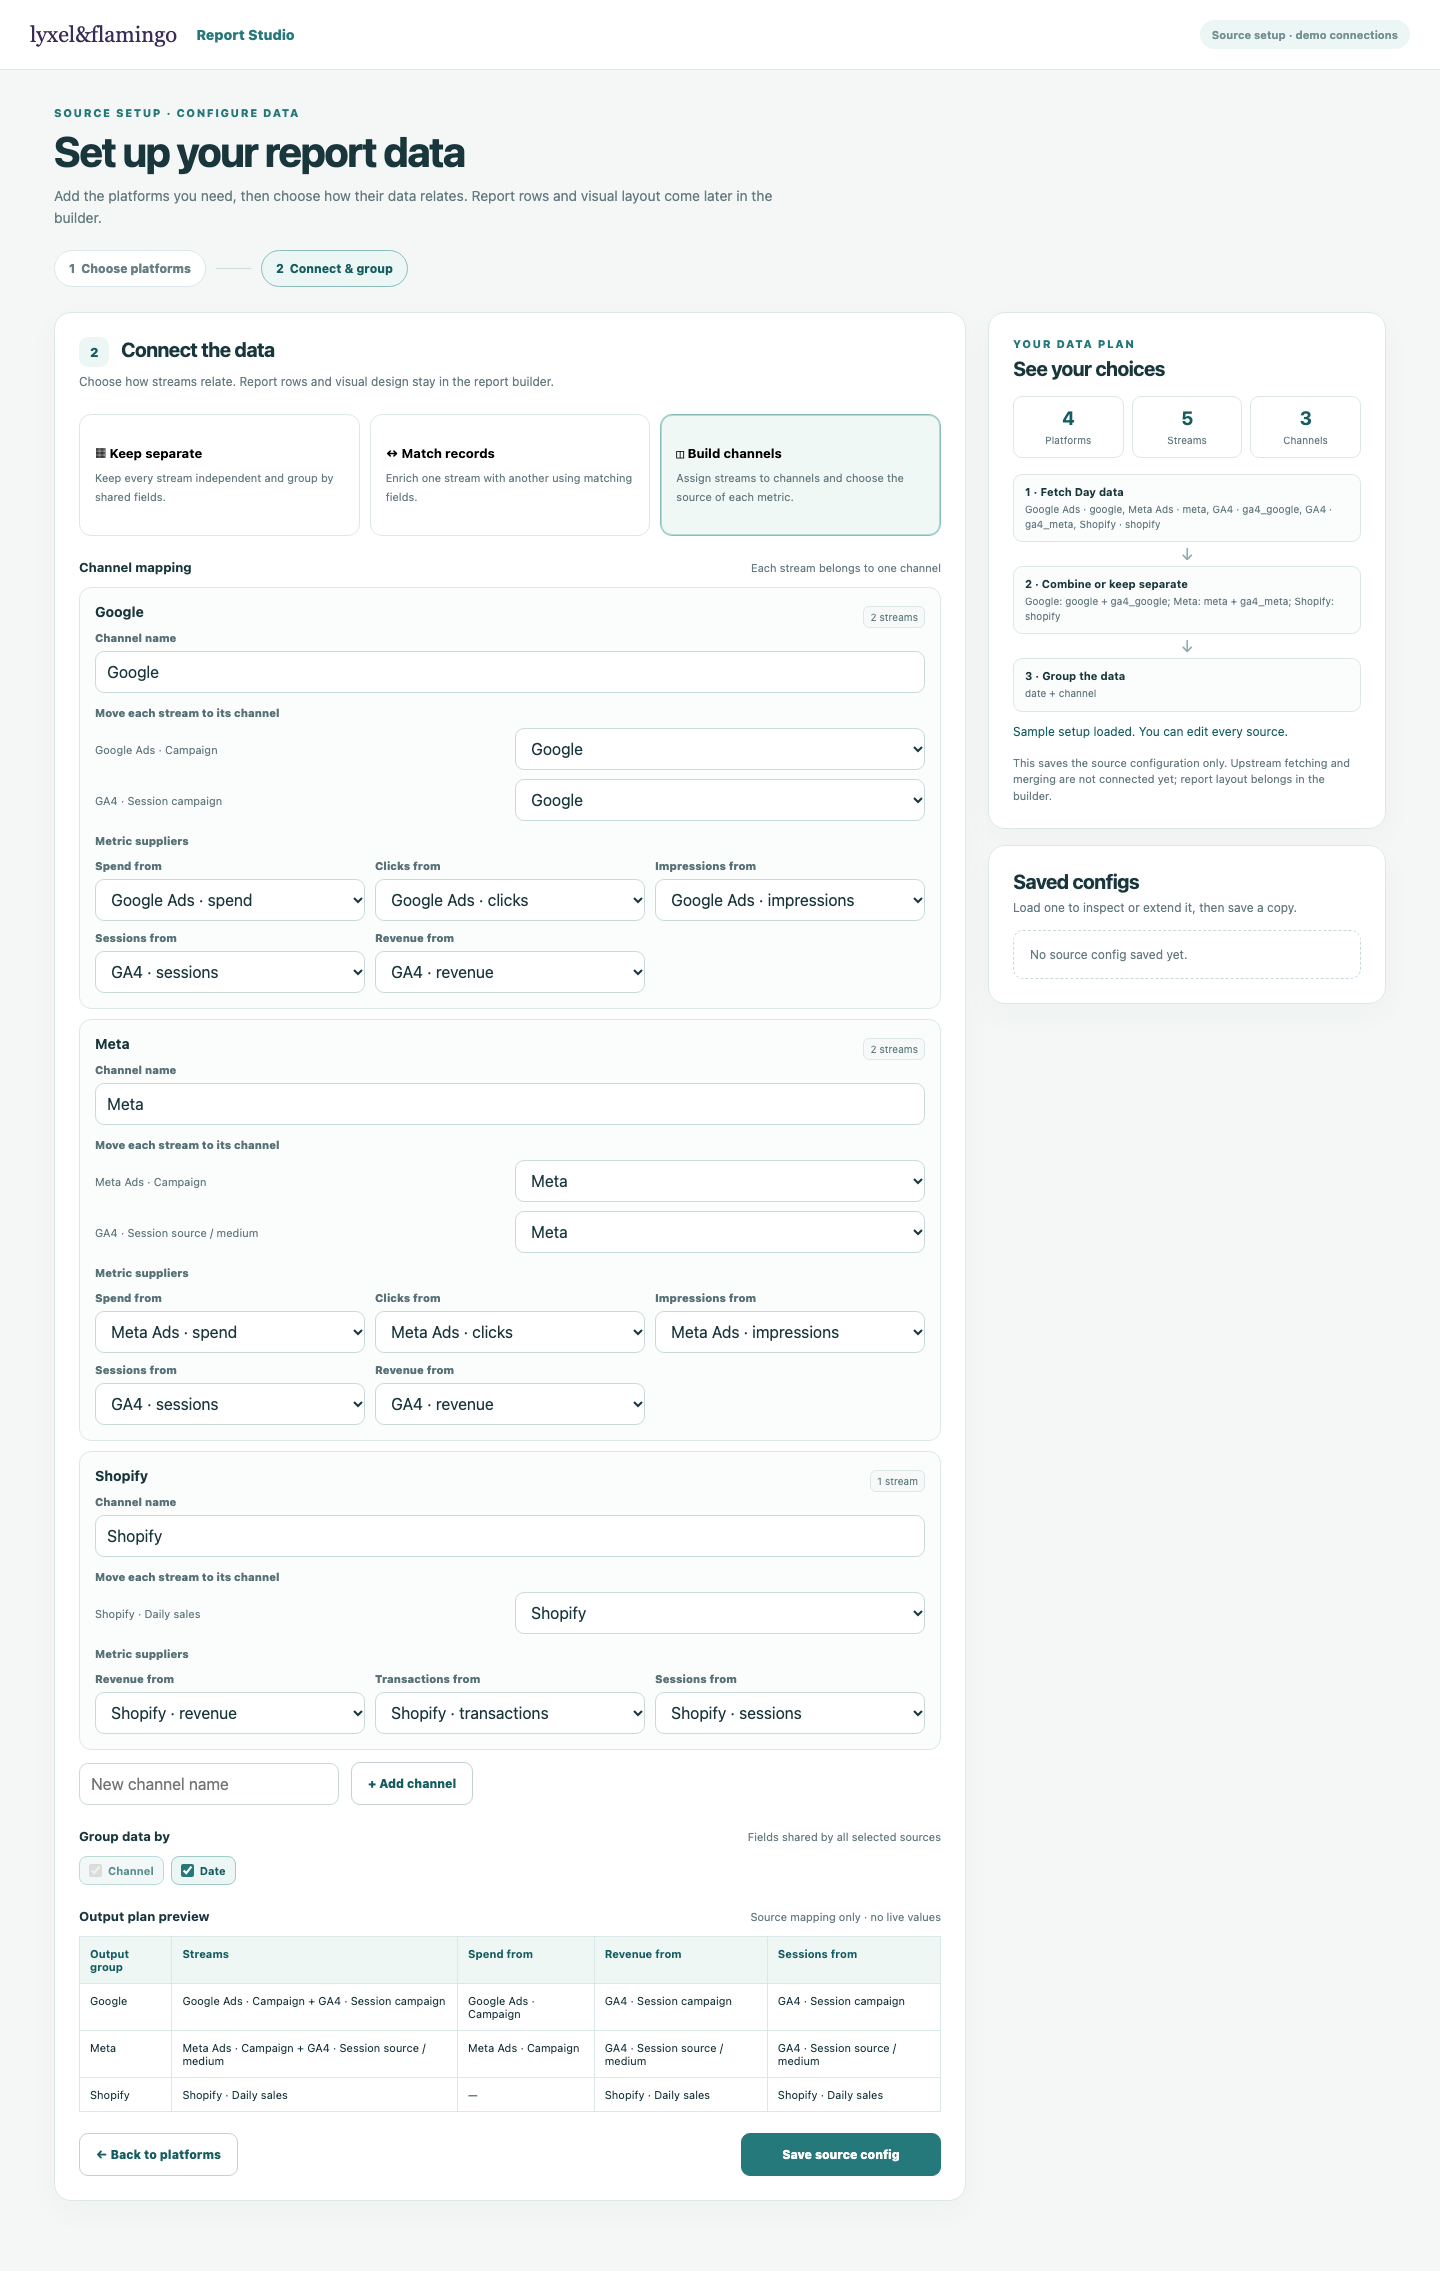 lyxel&flamingo
Report Studio
Source setup · demo connections
SOURCE SETUP · CONFIGURE DATA
Set up your report data
Add the platforms you need, then choose how their data relates. Report rows and visual layout come later in the
builder.
1 Choose platforms
2 Connect & group
2
Connect the data
Choose how streams relate. Report rows and visual design stay in the report builder.
▦ Keep separate
Keep every stream independent and group by
shared fields.
↔ Match records
Enrich one stream with another using matching
fields.
◫ Build channels
Assign streams to channels and choose the
source of each metric.
Channel mapping
Each stream belongs to one channel
Google
2 streams
Channel name
Google
Move each stream to its channel
Google Ads · Campaign
Google
GA4 · Session campaign
Google
Metric suppliers
Spend from
Clicks from
Impressions from
Google Ads · spend
Google Ads · clicks
Google Ads · impressions
Sessions from
Revenue from
GA4 · sessions
GA4 · revenue
Meta
2 streams
Channel name
Meta
Move each stream to its channel
Meta Ads · Campaign
Meta
GA4 · Session source / medium
Meta
Metric suppliers
Spend from
Clicks from
Impressions from
Meta Ads · spend
Meta Ads · clicks
Meta Ads · impressions
Sessions from
Revenue from
GA4 · sessions
GA4 · revenue
Shopify
1 stream
Channel name
Shopify
Move each stream to its channel
Shopify · Daily sales
Shopify
Metric suppliers
Revenue from
Transactions from
Sessions from
Shopify · revenue
Shopify · transactions
Shopify · sessions
New channel name
+ Add channel
Group data by
Fields shared by all selected sources
Channel
Date
Output plan preview
Source mapping only · no live values
Output
group
Streams
Spend from
Revenue from
Sessions from
Google
Google Ads · Campaign + GA4 · Session campaign
Google Ads ·
Campaign
GA4 · Session campaign
GA4 · Session campaign
Meta
Meta Ads · Campaign + GA4 · Session source /
medium
Meta Ads · Campaign
GA4 · Session source /
medium
GA4 · Session source /
medium
Shopify
Shopify · Daily sales
—
Shopify · Daily sales
Shopify · Daily sales
← Back to platforms
Save source config
YOUR DATA PLAN
See your choices
4
Platforms
5
Streams
3
Channels
1 · Fetch Day data
Google Ads · google, Meta Ads · meta, GA4 · ga4_google, GA4 ·
ga4_meta, Shopify · shopify
↓
2 · Combine or keep separate
Google: google + ga4_google; Meta: meta + ga4_meta; Shopify:
shopify
↓
3 · Group the data
date + channel
Sample setup loaded. You can edit every source.
This saves the source configuration only. Upstream fetching and
merging are not connected yet; report layout belongs in the
builder.
Saved configs
Load one to inspect or extend it, then save a copy.
No source config saved yet.